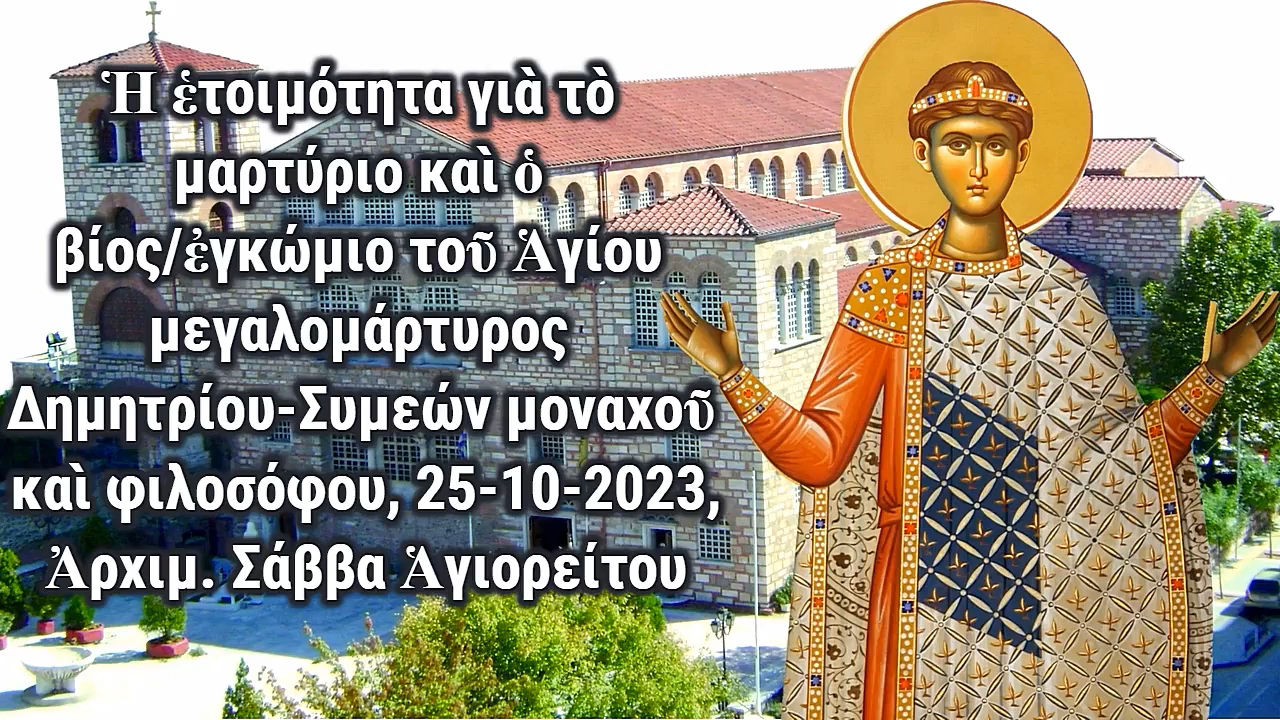 Ἡ ἑτοιμότητα γιὰ τὸ
μαρτύριο καὶ ὁ
βίος/ἐγκώμιο τοῦ Ἁγίου
μεγαλομάρτυρος
Δημητρίου-Συμεών μοναχοῦ
καὶ φιλοσόφου, 25-10-2023,
Ἀρχιμ. Σάββα Ἁγιορείτου